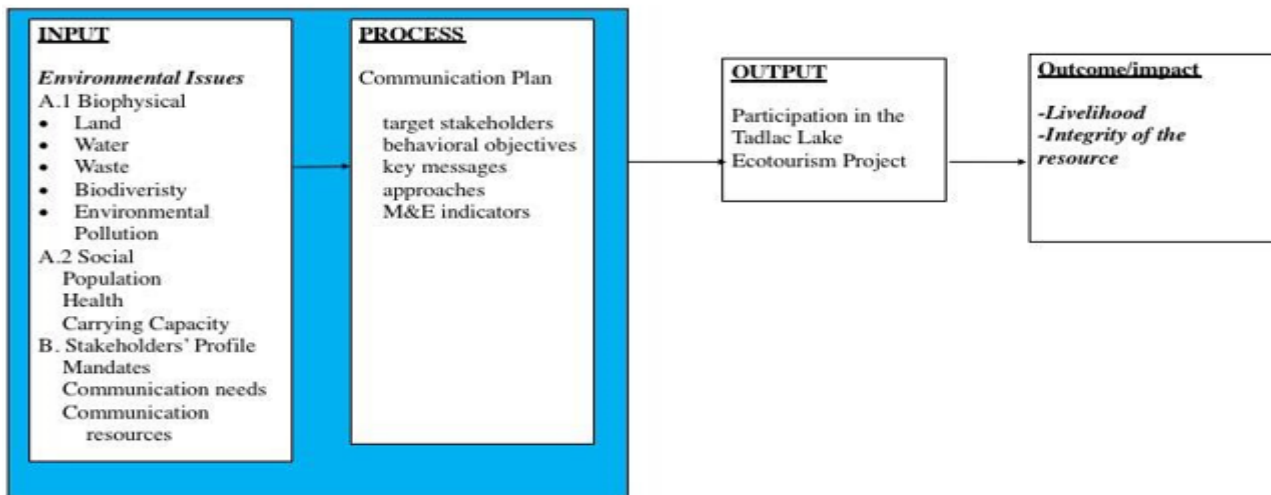 INPUT
Environmental Issues
A.1 Biophysical
• Land
• Water
• Waste
• Biodiveristy
• Environmental
Pollution
A.2 Social
Population
Health
Carrying Capacity
B. Stakeholders' Profile
Mandates
Communication needs
Communication
resources
PROCESS
Communication Plan
target stakeholders
behavioral objectives
key messages
approaches
M&E indicators
OUTPUT
Participation in the
Tadlac Lake
Ecotourism Project
Outcome/impact
-Livelihood
-Integrity of the
resource